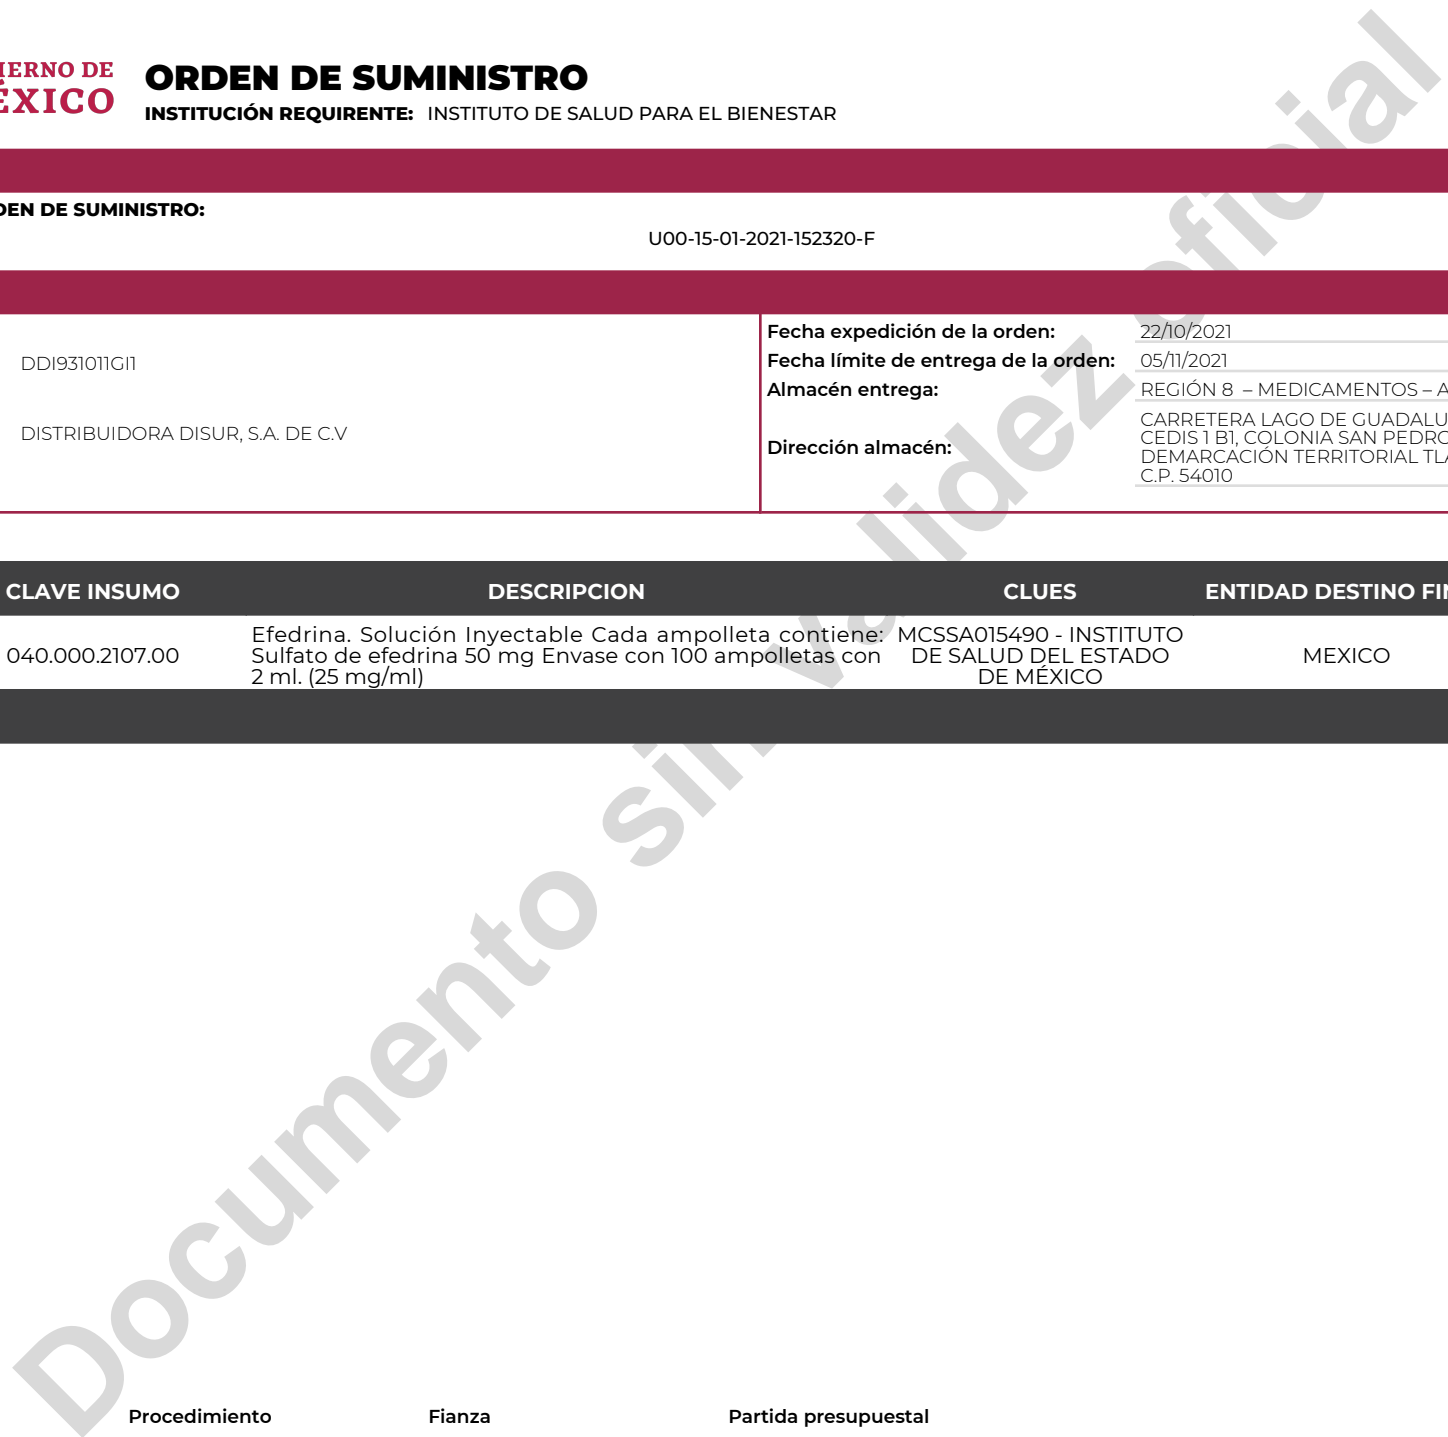 IERNO DE
ÉXICO
ORDEN DE SUMINISTRO
INSTITUCIÓN REQUIRENTE: INSTITUTO DE SALUD PARA EL BIENESTAR
DEN DE SUMINISTRO:
U00-15-01-2021-152320-F
DDI931011GI1
DISTRIBUIDORA DISUR, S.A. DE C.V
Fecha expedición de la orden: 22/10/2021
Fecha límite de entrega de la orden: 05/11/2021
Almacén entrega: REGIÓN 8 – MEDICAMENTOS – A
Dirección almacén:
CARRETERA LAGO DE GUADALU
CEDIS 1 B1, COLONIA SAN PEDRO
DEMARCACIÓN TERRITORIAL TLA
C.P. 54010
CLAVE INSUMO DESCRIPCION CLUES ENTIDAD DESTINO FIN
040.000.2107.00
Efedrina. Solución Inyectable Cada ampolleta contiene:
Sulfato de efedrina 50 mg Envase con 100 ampolletas con
2 ml. (25 mg/ml)
MCSSA015490 - INSTITUTO
DE SALUD DEL ESTADO
DE MÉXICO
MEXICO
Documento sin validez oficial
Procedimiento Fianza Partida presupuestal